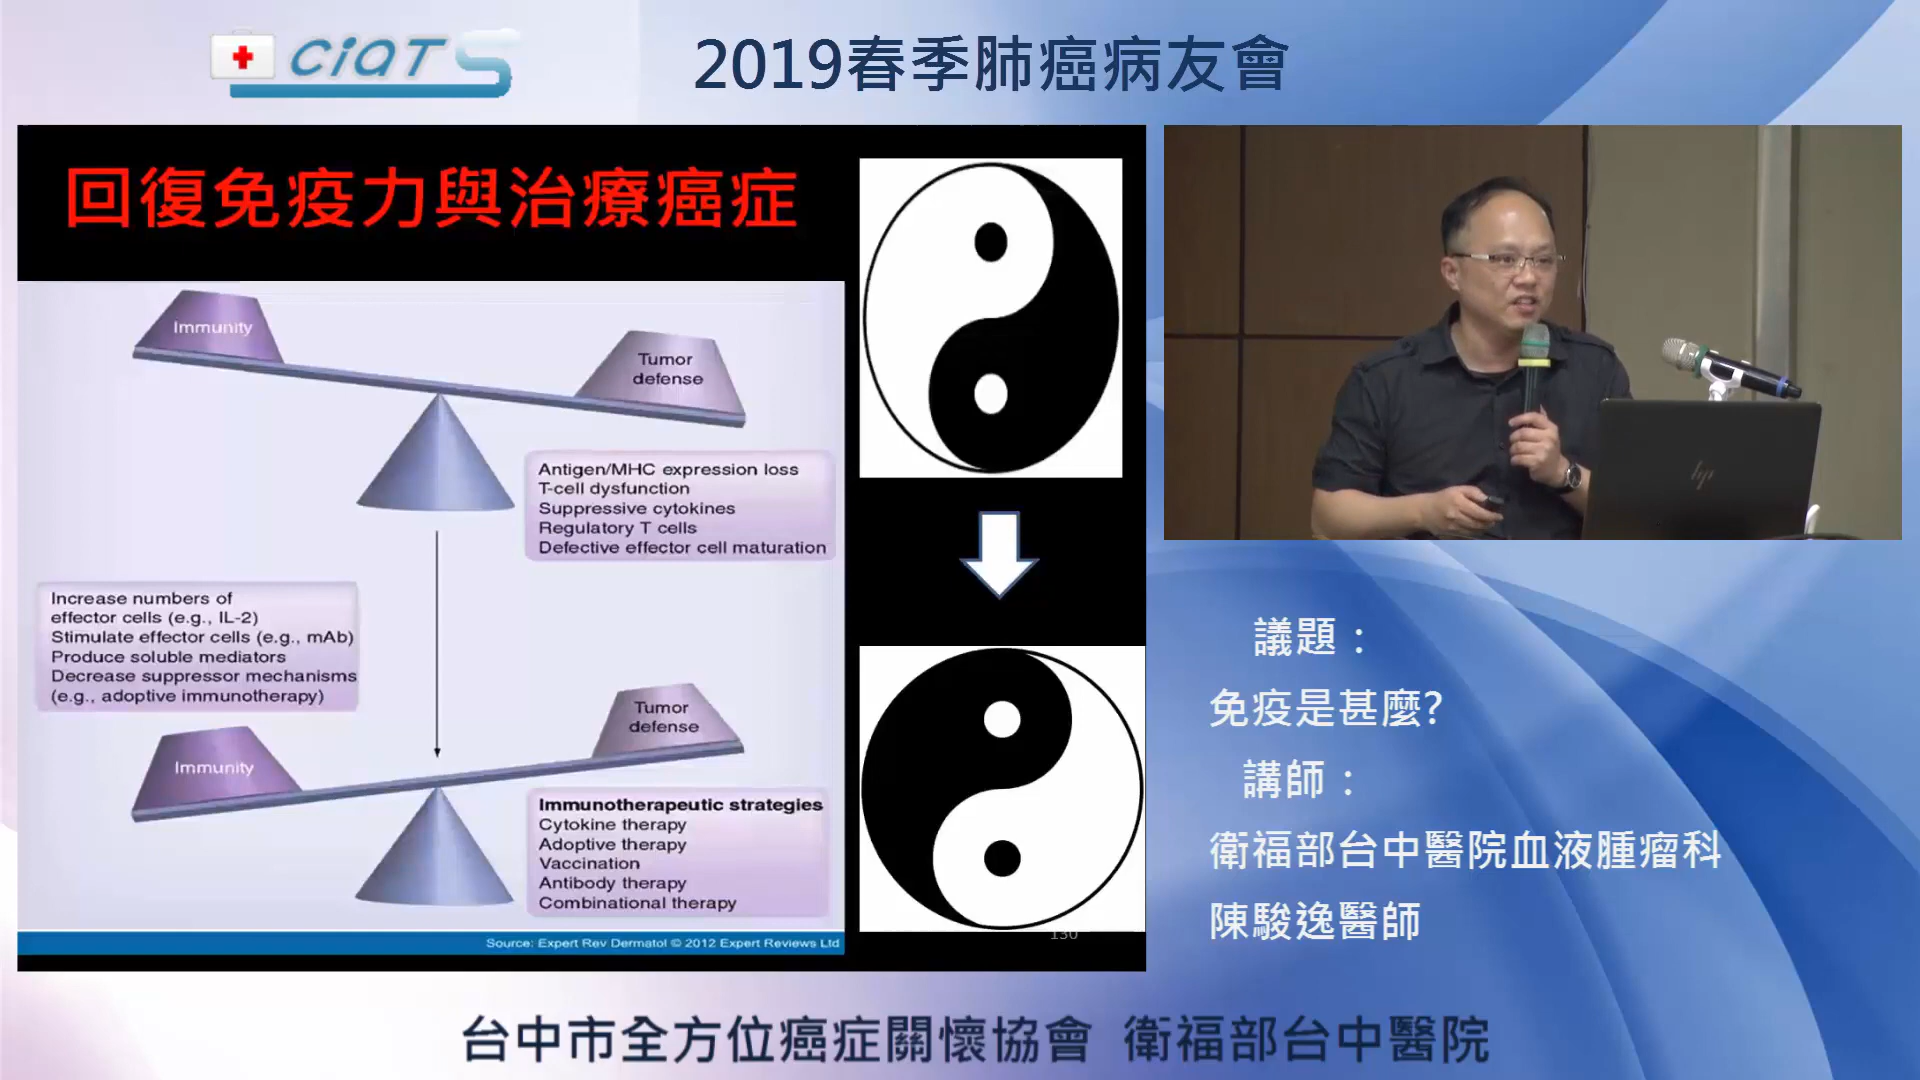 CiaTS
2019春季肺癌病友會
回復免疫力與治療癌症
Immunity
Tumor
defense
Antigen/MHC expression loss
T-cell dysfunction
Suppressive cytokines
Regulatory T cells
Defective effector cell maturation
Increase numbers of
effector cells (e.g., IL-2)
Stimulate effector cells (e.g., mAb)
Produce soluble mediators
Decrease suppressor mechanisms
(e.g., adoptive immunotherapy)
Tumor
defense
Immunity
Immunotherapeutic strategies
Cytokine therapy
Adoptive therapy
Vaccination
Antibody therapy
Combinational therapy
Source: Expert Rev Dermatol © 2012 Expert Reviews Ltd
130
hp
議題：
免疫是甚麼?
講師：
衛福部台中醫院血液腫瘤科
陳駿逸醫師
台中市全方位癌症關懷協會 衛福部台中醫院